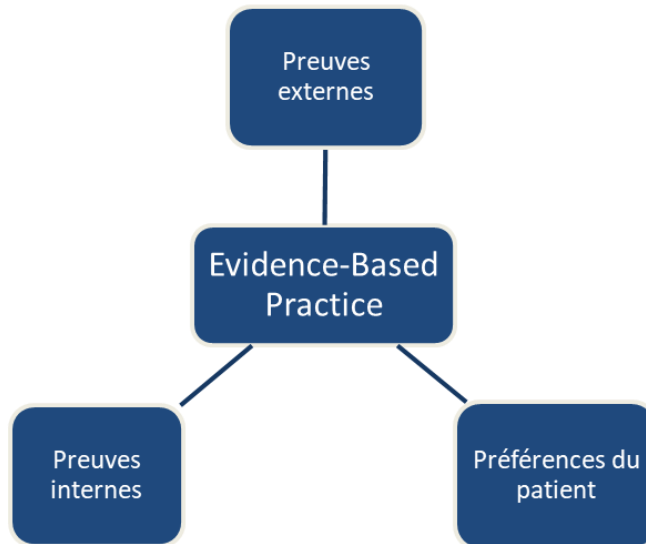 Preuves
externes
Evidence-Based
Practice
Preuves
internes
Préférences du
patient